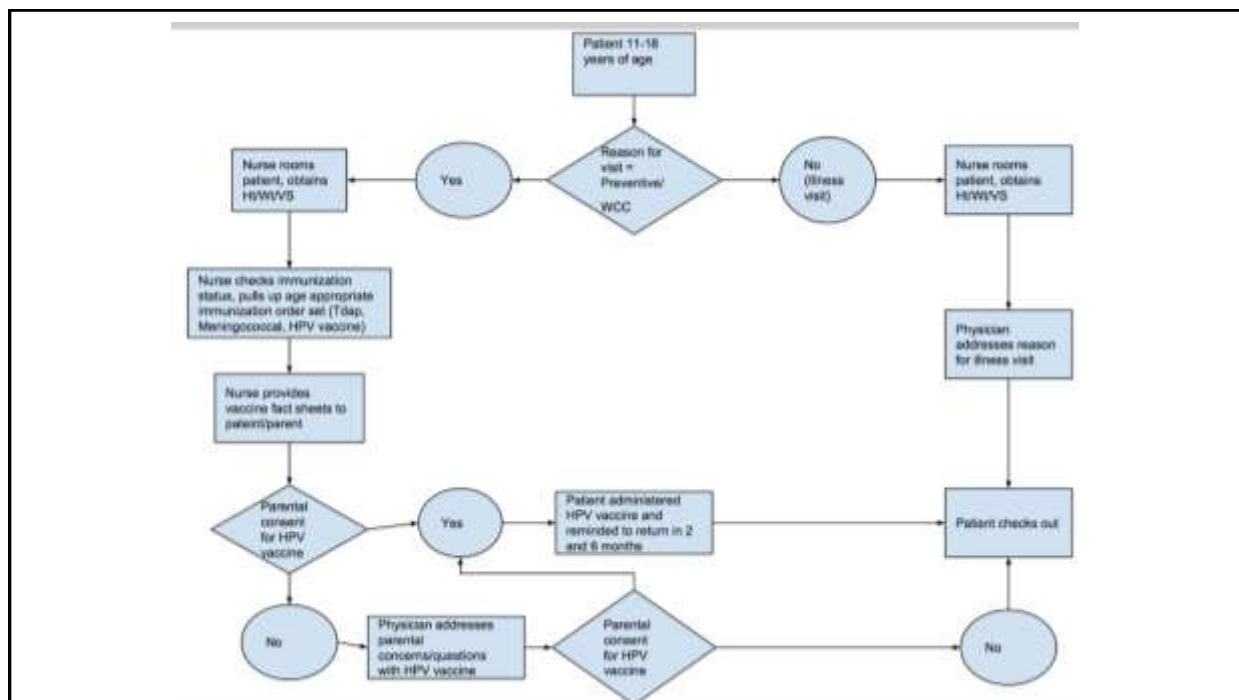 Patient 11-18
years of age
Reason for
visit =
Preventive/
WCC
Yes
No
(Illness
visit)
Nurse rooms
patient, obtains
Ht/Wt/VS
Nurse rooms
patient, obtains
Ht/Wt/VS
Nurse checks immunization
status, pulls up age appropriate
immunization order set (Tdap,
Meningococcal, HPV vaccine)
Physician
addresses reason
for illness visit
Nurse provides
vaccine fact sheets to
pateint/parent
Parental
consent
for HPV
vaccine
Yes
Patient administered
HPV vaccine and
reminded to return in 2
and 6 months
Patient checks out
No
Physician addresses
parental
concerns/questions
with HPV vaccine
Parental
consent
for HPV
vaccine
No